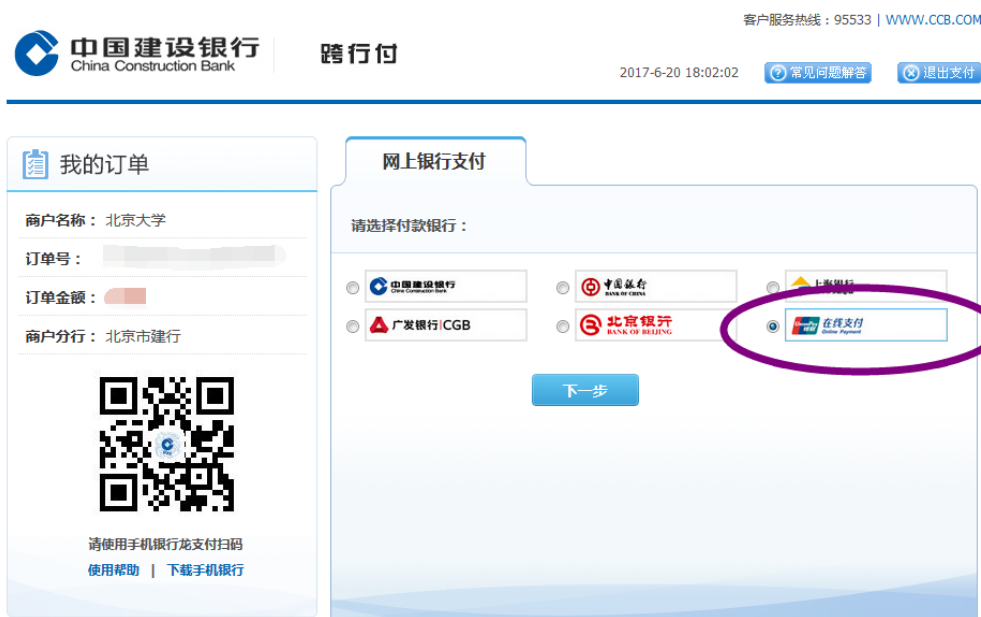 客户服务热线：95533 | WWW.CCB.COM
中国建设银行
China Construction Bank
跨行付
2017-6-20 18:02:02
常见问题解答
退出支付
我的订单
商户名称：北京大学
订单号：
订单金额：
商户分行：北京市建行
请使用手机银行龙支付扫码
使用帮助 | 下载手机银行
网上银行支付
请选择付款银行：
中国建设银行
China Construction Bank
中国银行
BANK OF CHINA
上海银行
广发银行|CGB
北京银行
BANK OF BEIJING
UnionPay
银联
在线支付
Online Payment
下一步